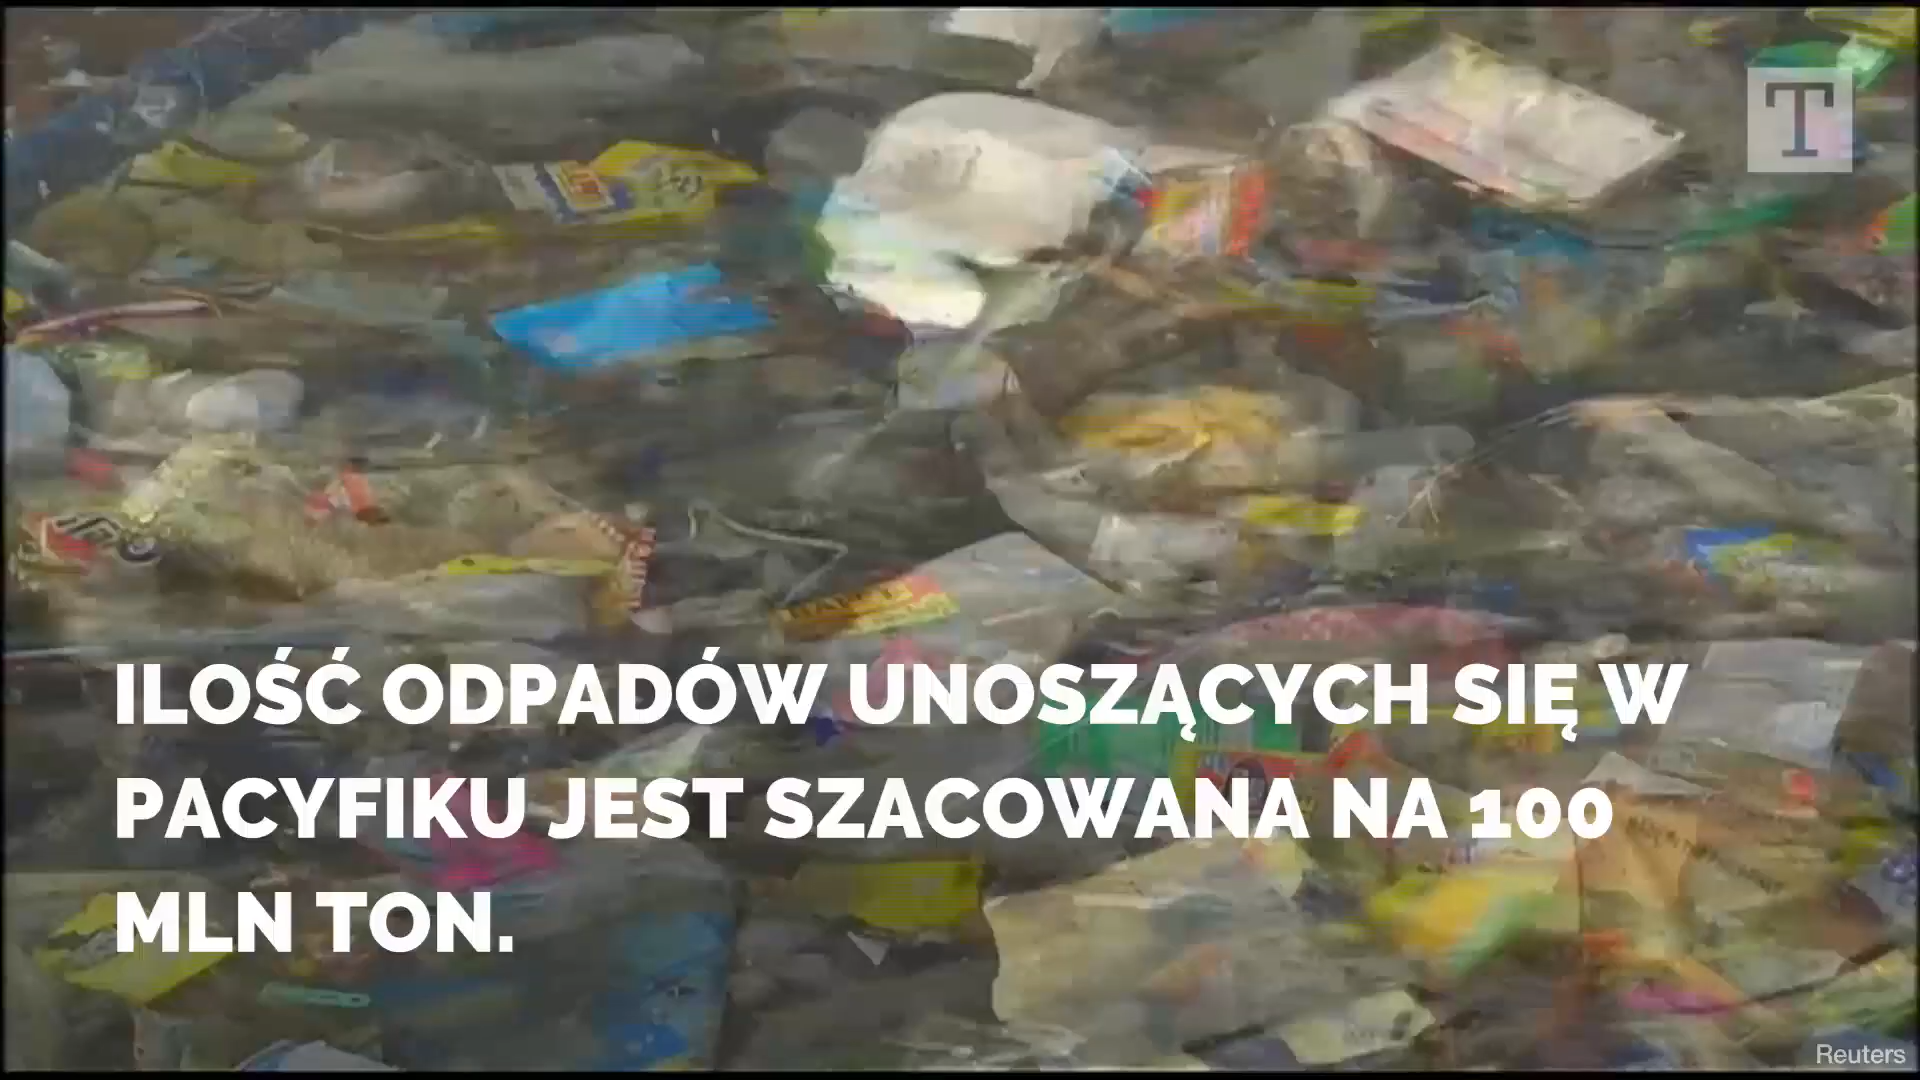 T
ILOŚĆ ODPADÓW UNOSZĄCYCH SIĘ W
PACYFIKU JEST SZACOWANA NA 100
MLN TON.
Reuters